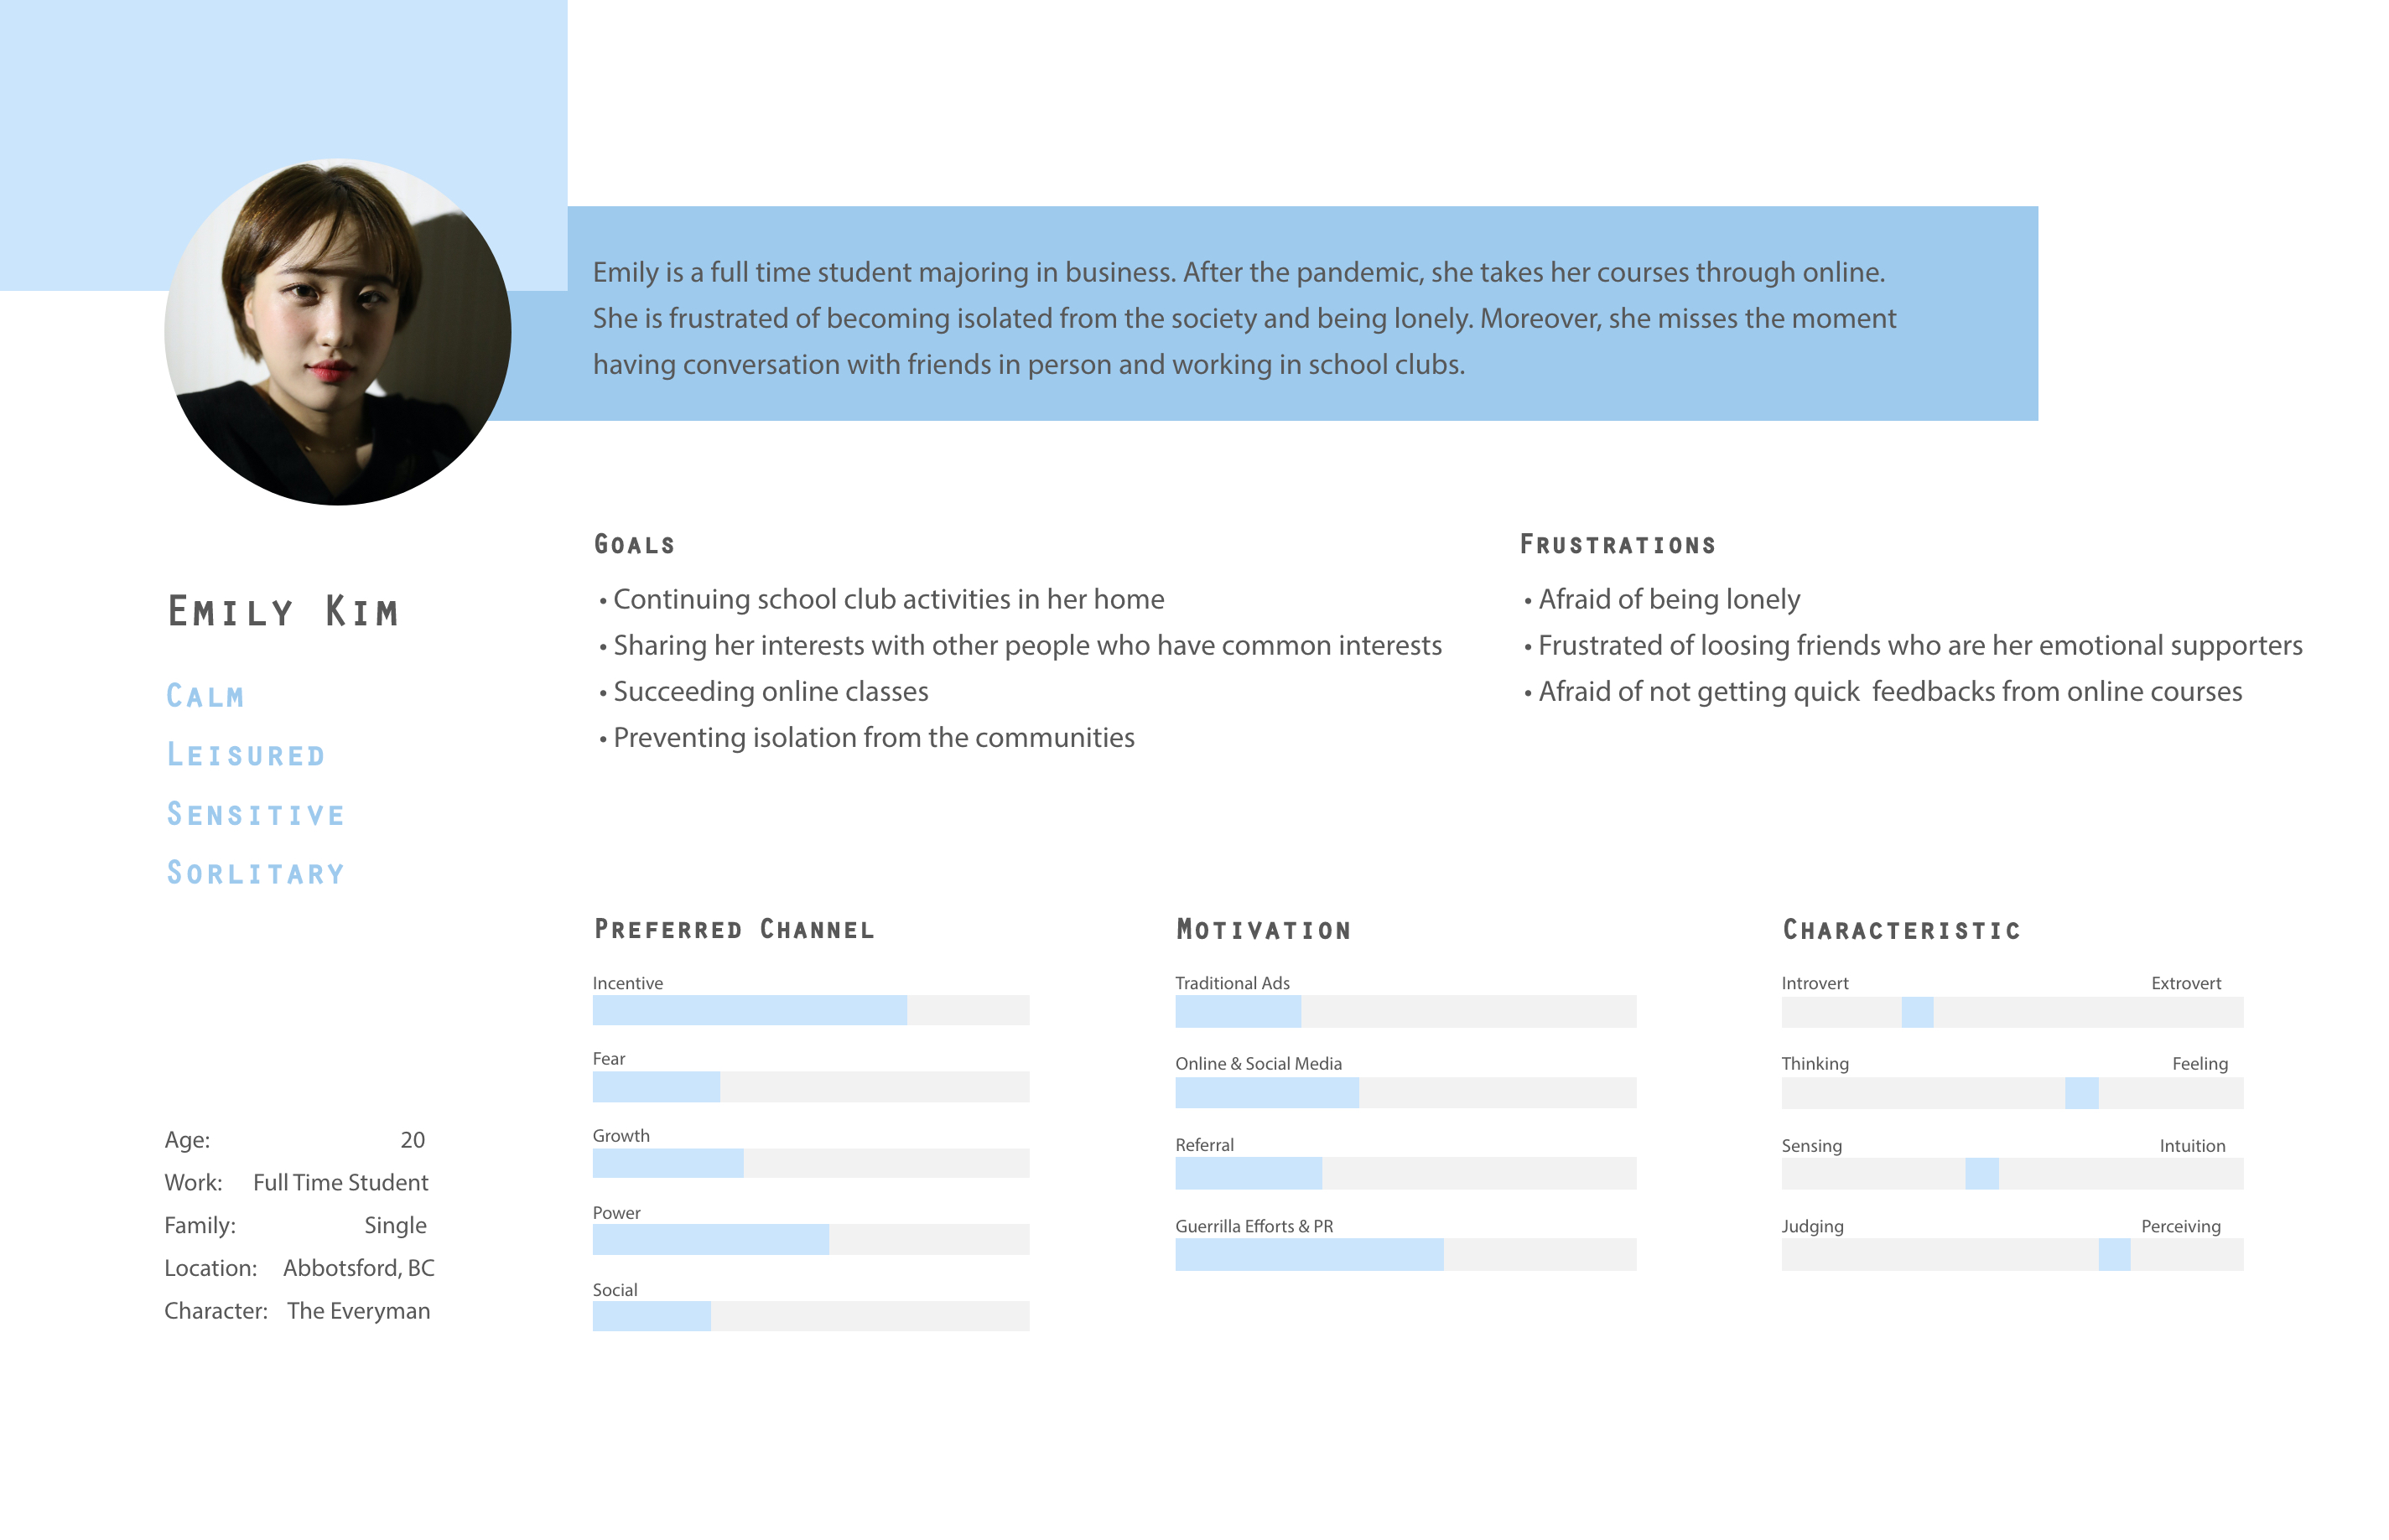 Emily is a full time student majoring in business. After the pandemic, she takes her courses through online.
She is frustrated of becoming isolated from the society and being lonely. Moreover, she misses the moment
having conversation with friends in person and working in school clubs.
Emily Kim
Calm
Leisured
Sensitive
Sorlitary
Age: 20
Work: Full Time Student
Family: Single
Location: Abbotsford, BC
Character: The Everyman
Goals
• Continuing school club activities in her home
• Sharing her interests with other people who have common interests
• Succeeding online classes
• Preventing isolation from the communities
Frustrations
• Afraid of being lonely
• Frustrated of loosing friends who are her emotional supporters
• Afraid of not getting quick  feedbacks from online courses
Preferred Channel
Incentive
Fear
Growth
Power
Social
Motivation
Traditional Ads
Online & Social Media
Referral
Guerrilla Efforts & PR
Characteristic
Introvert Extrovert
Thinking Feeling
Sensing Intuition
Judging Perceiving